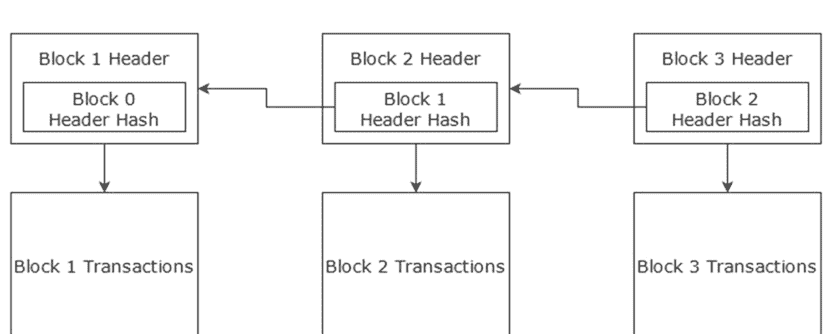 Block 1 Header
Block 0
Header Hash
Block 2 Header
Block 1
Header Hash
Block 3 Header
Block 2
Header Hash
Block 1 Transactions
Block 2 Transactions
Block 3 Transactions